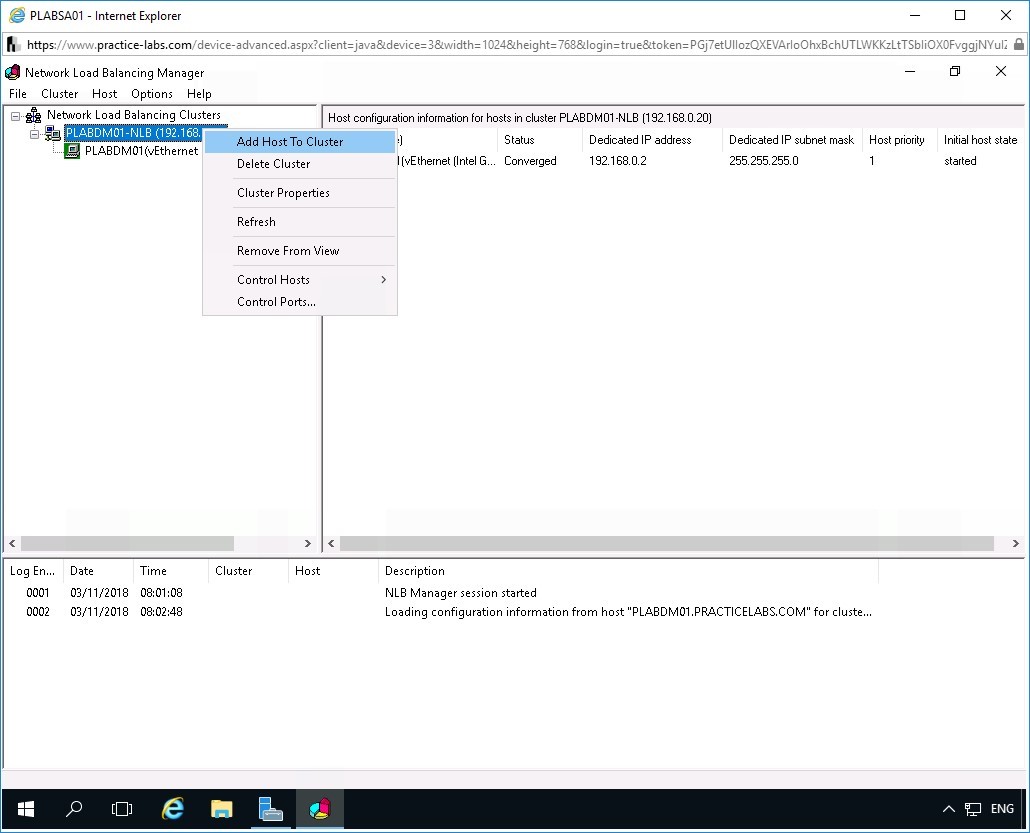 PLABSA01 - Internet Explorer
https://www.practice-labs.com/device-advanced.aspx?client=java&device=3&width=1024&height=768&login=true&token=
Network Load Balancing Manager
File Cluster Host Options Help
Network Load Balancing Clusters
PLABDM01-NLB (192.168.
PLABDM01(vEthernet
Add Host To Cluster
Delete Cluster
Cluster Properties
Refresh
Remove From View
Control Hosts
Control Ports...
Host configuration information for hosts in cluster PLABDM01-NLB (192.168.0.20)
Status Dedicated IP address Dedicated IP subnet mask Host priority Initial host state
(vEthernet (Intel G... Converged 192.168.0.2 255.255.255.0 1 started
Log En... Date Time Cluster Host Description
0001 03/11/2018 08:01:08 NLB Manager session started
0002 03/11/2018 08:02:48 Loading configuration information from host "PLABDM01.PRACTICELABS.COM" for cluste...
ENG